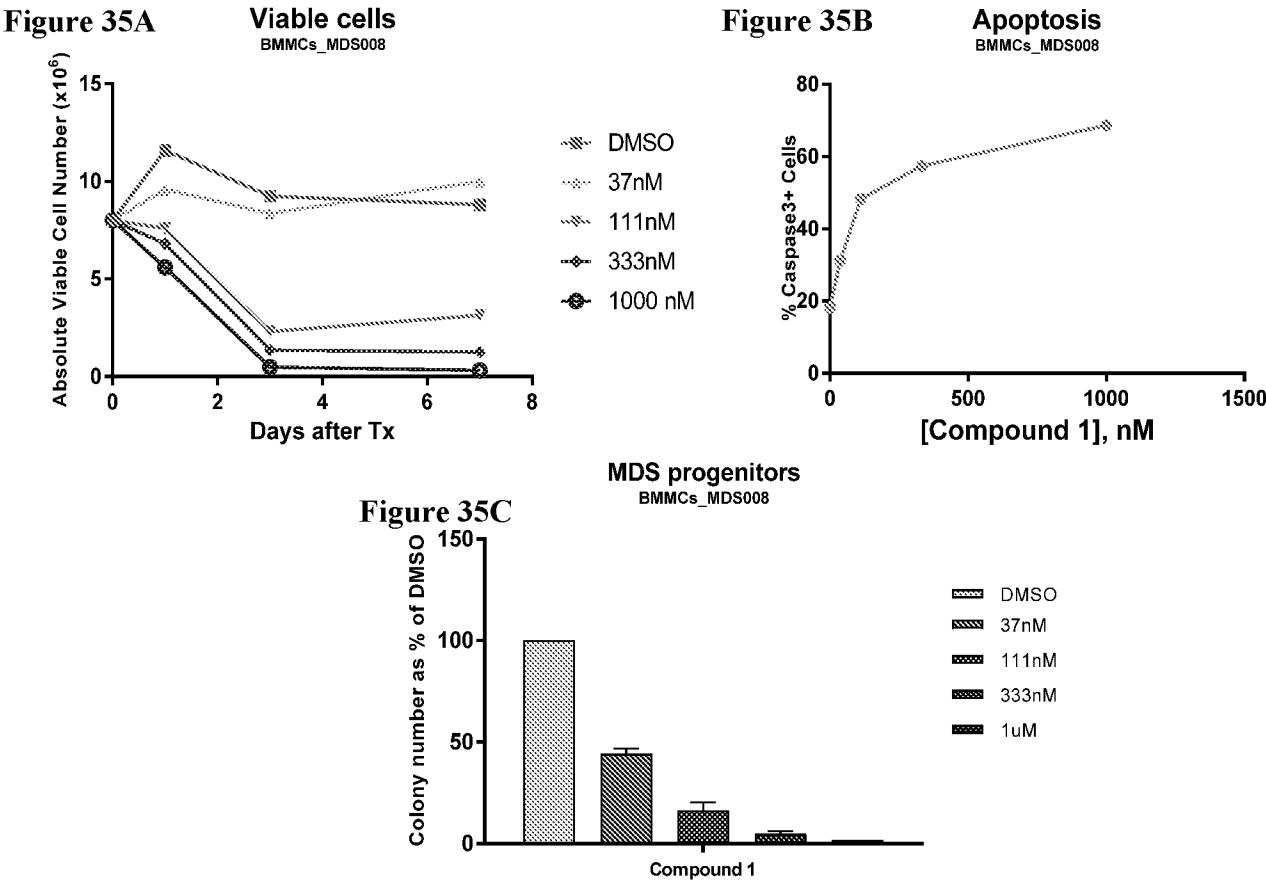 Figure 35A
Viable cells
BMMCs_MDS008
Absolute Viable Cell Number (x10⁶)
15
10
5
0
0 2 4 6 8
Days after Tx
DMSO
37nM
111nM
333nM
1000 nM
Figure 35B
Apoptosis
BMMCs_MDS008
% Caspase3+ Cells
80
60
40
20
0
0 500 1000 1500
[Compound 1], nM
MDS progenitors
BMMCs_MDS008
Figure 35C
Colony number as % of DMSO
150
100
50
0
Compound 1
DMSO
37nM
111nM
333nM
1uM